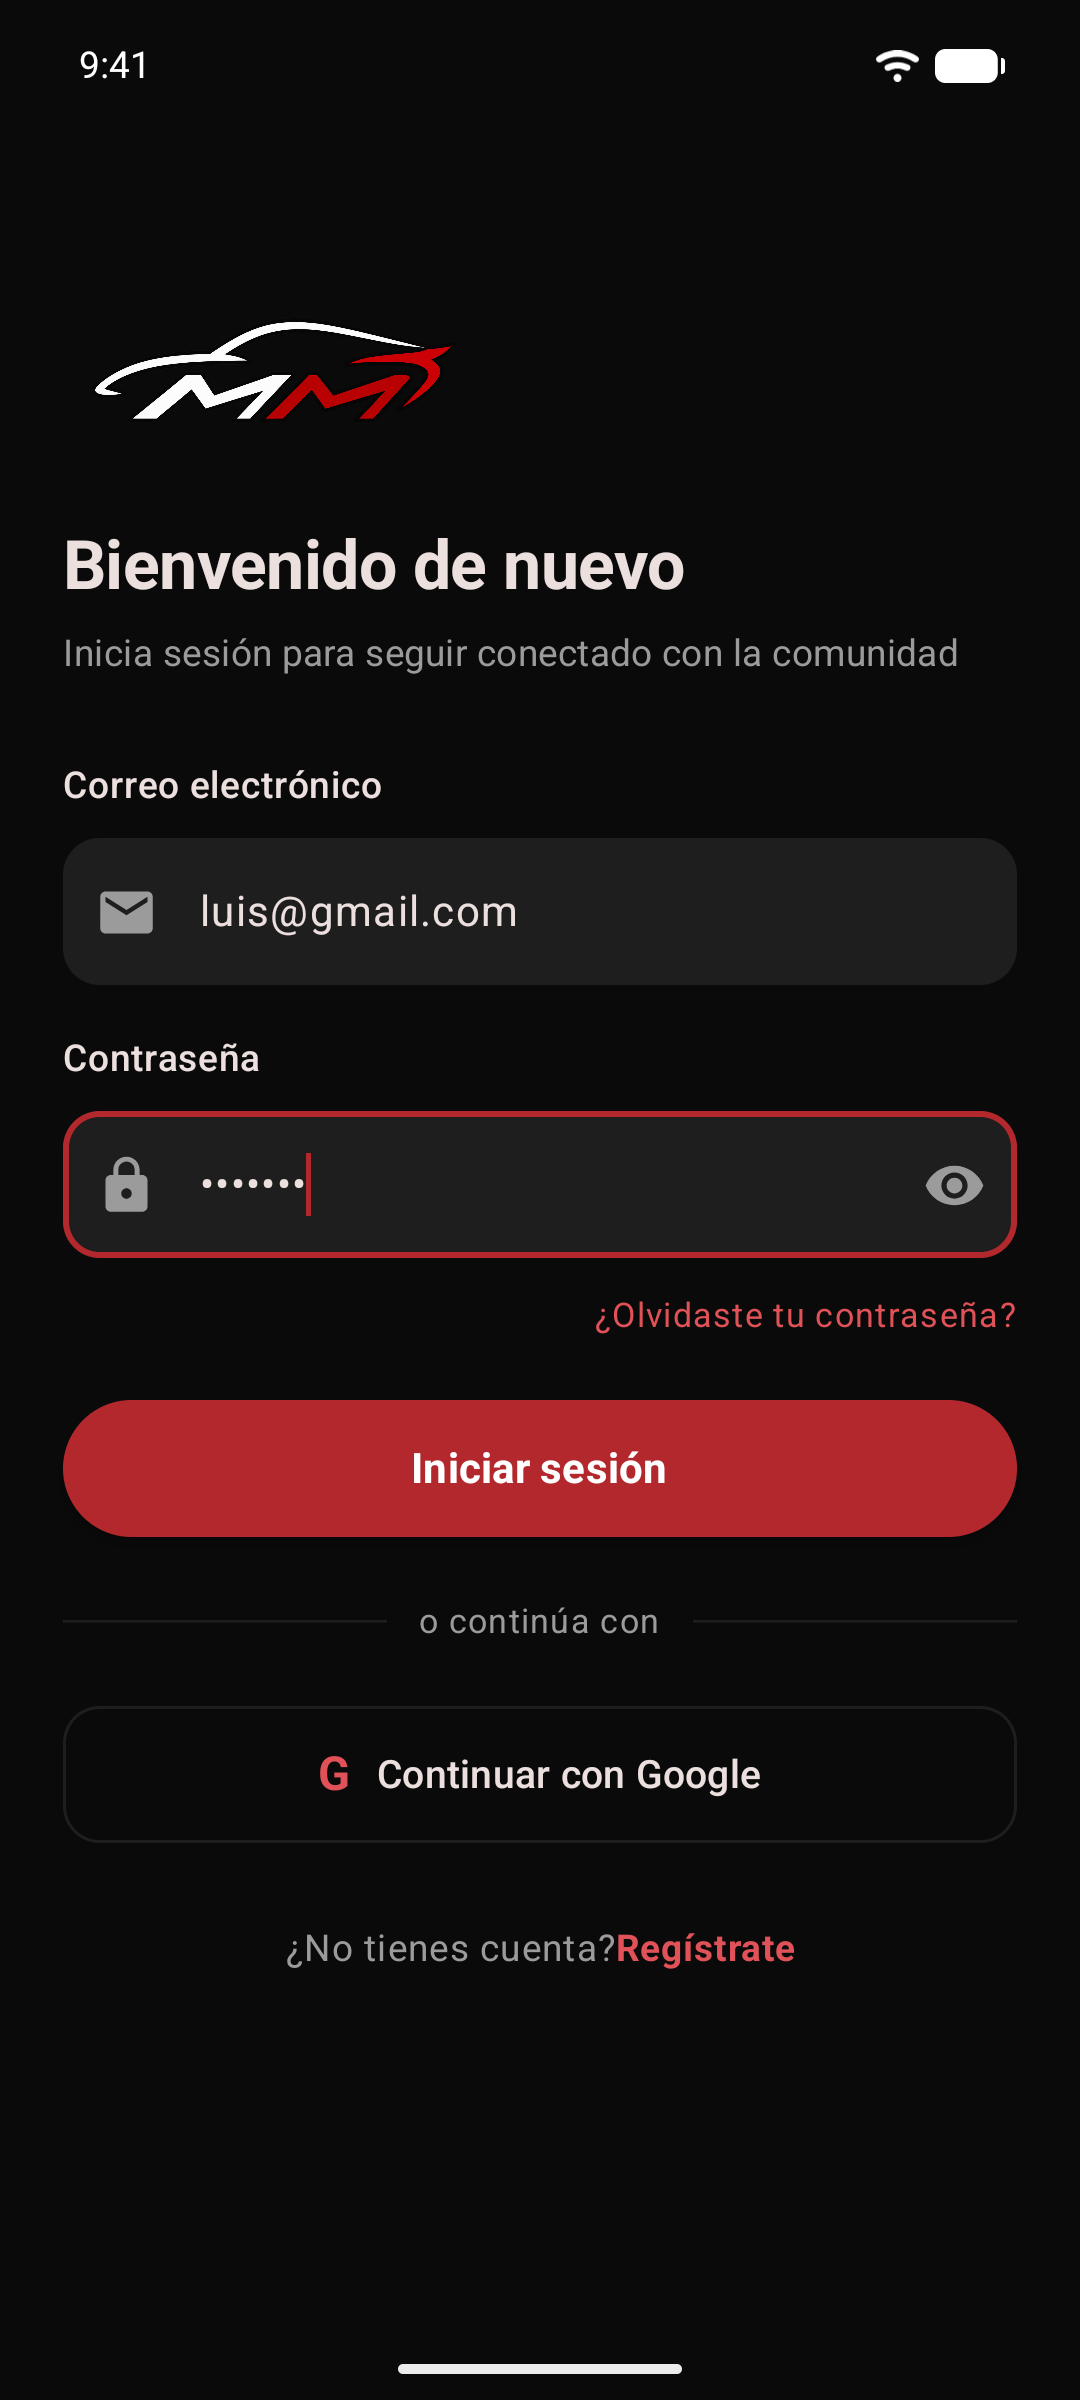 9:41
MM
Bienvenido de nuevo
Inicia sesión para seguir conectado con la comunidad
Correo electrónico
luis@gmail.com
Contraseña
•••••••
¿Olvidaste tu contraseña?
Iniciar sesión
o continúa con
G Continuar con Google
¿No tienes cuenta?Regístrate